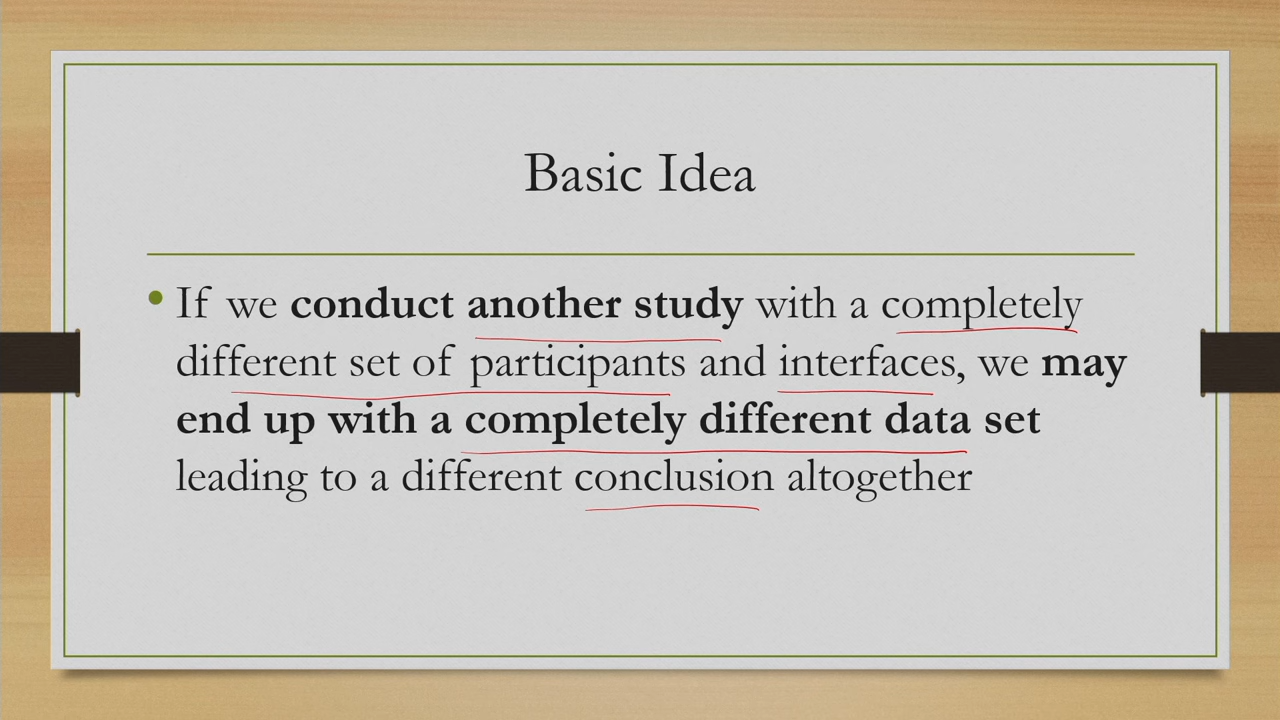 Basic Idea
• If we conduct another study with a completely
different set of participants and interfaces, we may
end up with a completely different data set
leading to a different conclusion altogether